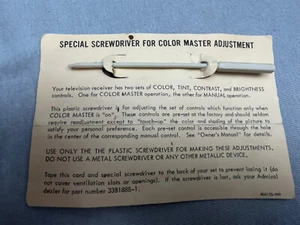 SPECIAL SCREWDRIVER FOR COLOR MASTER ADJUSTMENT
Your television receiver has two sets of COLOR, TINT, CONTRAST, and BRIGHTNESS
controls. One for COLOR MASTER operation, the other for MANUAL operation.
This plastic screwdriver is for adjusting the set of controls which function only when
COLOR MASTER is "on". These controls are pre-set at the factory and should seldom
require readjustment except to "touch-up" the color and shading of the picture to
satisfy your personal preference. Each pre-set control is accessible through the hole
in the center of the corresponding manual control. See "Owner's Manual" for details.
USE ONLY THE THE PLASTIC SCREWDRIVER FOR MAKING THESE ADJUSTMENTS,
DO NOT USE A METAL SCREWDRIVER OR ANY OTHER METALLIC DEVICE.
Tape this card and special screwdriver to the back of your set to prevent losing it (do
not cover ventilation slots or openings). If the screwdriver is lost, ask your Admiral
dealer for part number 33B1888-1.